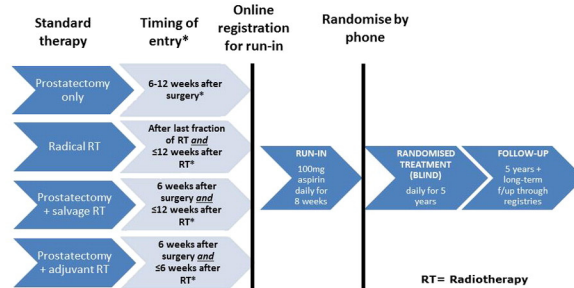 Standard
therapy
Timing of
entry*
Online
registration
for run-in
Randomise by
phone
Prostatectomy
only
6-12 weeks after
surgery*
Radical RT
After last fraction
of RT and
≤12 weeks after
RT*
Prostatectomy
+ salvage RT
6 weeks after
surgery and
≤12 weeks after
RT*
Prostatectomy
+ adjuvant RT
6 weeks after
surgery and
≤6 weeks after
RT*
RUN-IN
100mg
aspirin
daily for
8 weeks
RANDOMISED
TREATMENT
(BLIND)
daily for 5
years
FOLLOW-UP
5 years +
long-term
f/up through
registries
RT= Radiotherapy